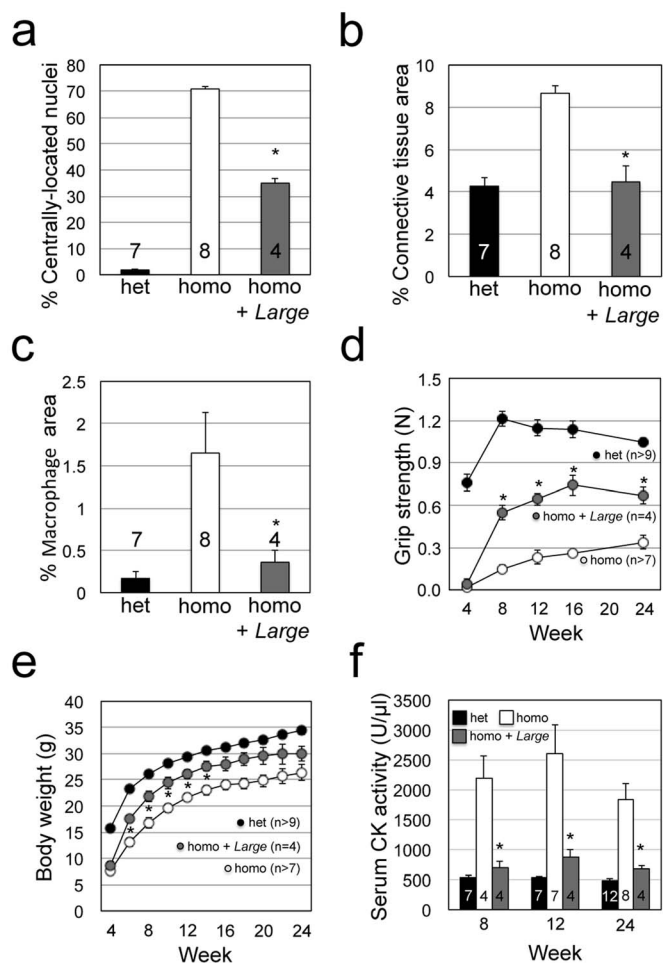 a
% Centrally-located nuclei
80
70
60
50
40
30
20
10
0
7
8
4
*
het
homo
homo
+ Large
b
% Connective tissue area
10
8
6
4
2
0
7
8
4
*
het
homo
homo
+ Large
c
% Macrophage area
2.5
2
1.5
1
0.5
0
7
8
4
*
het
homo
homo
+ Large
d
Grip strength (N)
1.5
1.2
0.9
0.6
0.3
0.0
het (n>9)
* * * *
homo + Large (n=4)
homo (n>7)
4 8 12 16 20 24
Week
e
Body weight (g)
40
35
30
25
20
15
10
5
0
* * * * *
het (n>9)
homo + Large (n=4)
homo (n>7)
4 8 12 16 20 24
Week
f
Serum CK activity (U/µl)
3500
3000
2500
2000
1500
1000
500
0
het homo
homo + Large
* * *
7 4 4 7 7 4 12 8 4
8 12 24
Week